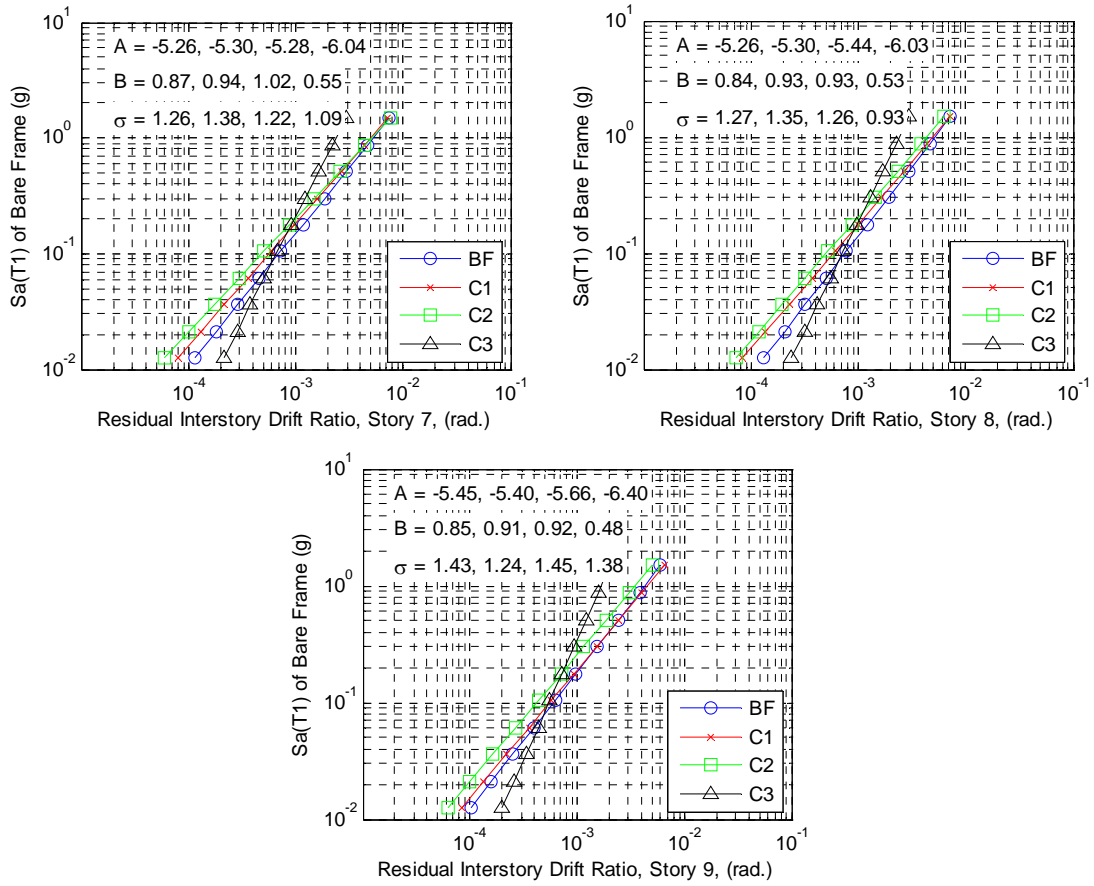 A = -5.26, -5.30, -5.28, -6.04
B = 0.87, 0.94, 1.02, 0.55
σ = 1.26, 1.38, 1.22, 1.09
10^1
10^0
10^-1
10^-2
Sa(T1) of Bare Frame (g)
BF
C1
C2
C3
10^-4 10^-3 10^-2 10^-1
Residual Interstory Drift Ratio, Story 7, (rad.)
A = -5.26, -5.30, -5.44, -6.03
B = 0.84, 0.93, 0.93, 0.53
σ = 1.27, 1.35, 1.26, 0.93
10^1
10^0
10^-1
10^-2
Sa(T1) of Bare Frame (g)
BF
C1
C2
C3
10^-4 10^-3 10^-2 10^-1
Residual Interstory Drift Ratio, Story 8, (rad.)
A = -5.45, -5.40, -5.66, -6.40
B = 0.85, 0.91, 0.92, 0.48
σ = 1.43, 1.24, 1.45, 1.38
10^1
10^0
10^-1
10^-2
Sa(T1) of Bare Frame (g)
BF
C1
C2
C3
10^-4 10^-3 10^-2 10^-1
Residual Interstory Drift Ratio, Story 9, (rad.)